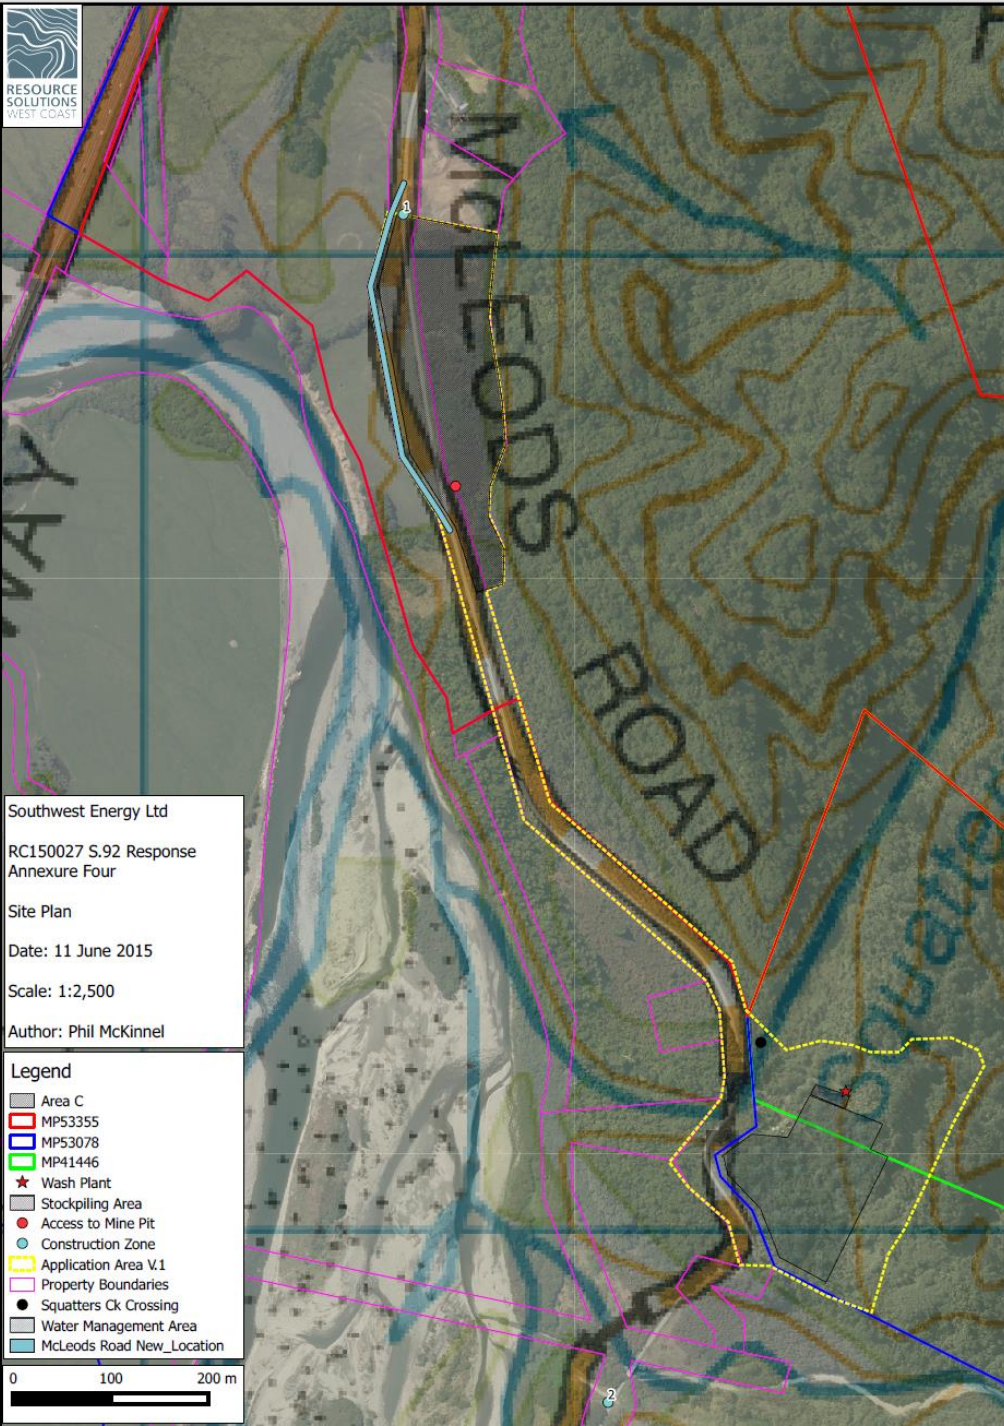 RESOURCE
SOLUTIONS
WEST COAST
McLEODS
ROAD
WAY
Squatters
1
2
Southwest Energy Ltd
RC150027 S.92 Response
Annexure Four
Site Plan
Date: 11 June 2015
Scale: 1:2,500
Author: Phil McKinnel
Legend
Area C
MP53355
MP53078
MP41446
Wash Plant
Stockpiling Area
Access to Mine Pit
Construction Zone
Application Area V.1
Property Boundaries
Squatters Ck Crossing
Water Management Area
McLeods Road New_Location
0 100 200 m